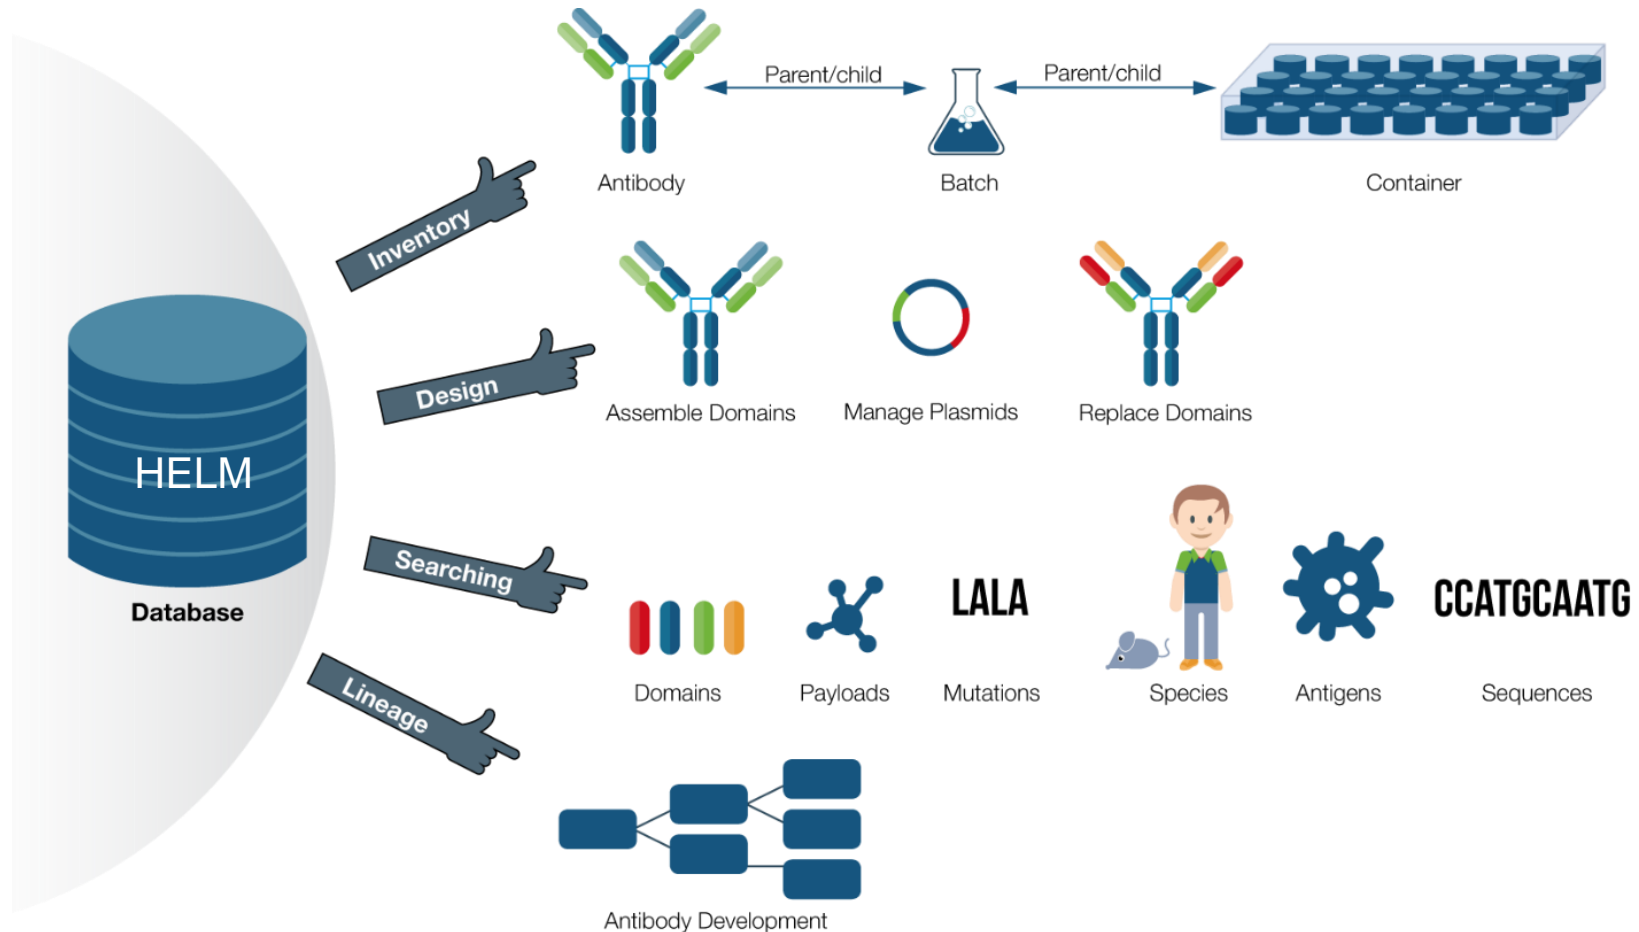 Parent/child
Parent/child
Antibody
Batch
Container
Inventory
Design
Assemble Domains
Manage Plasmids
Replace Domains
HELM
Database
Searching
LALA
CCATGCAATG
Domains
Payloads
Mutations
Species
Antigens
Sequences
Lineage
Antibody Development